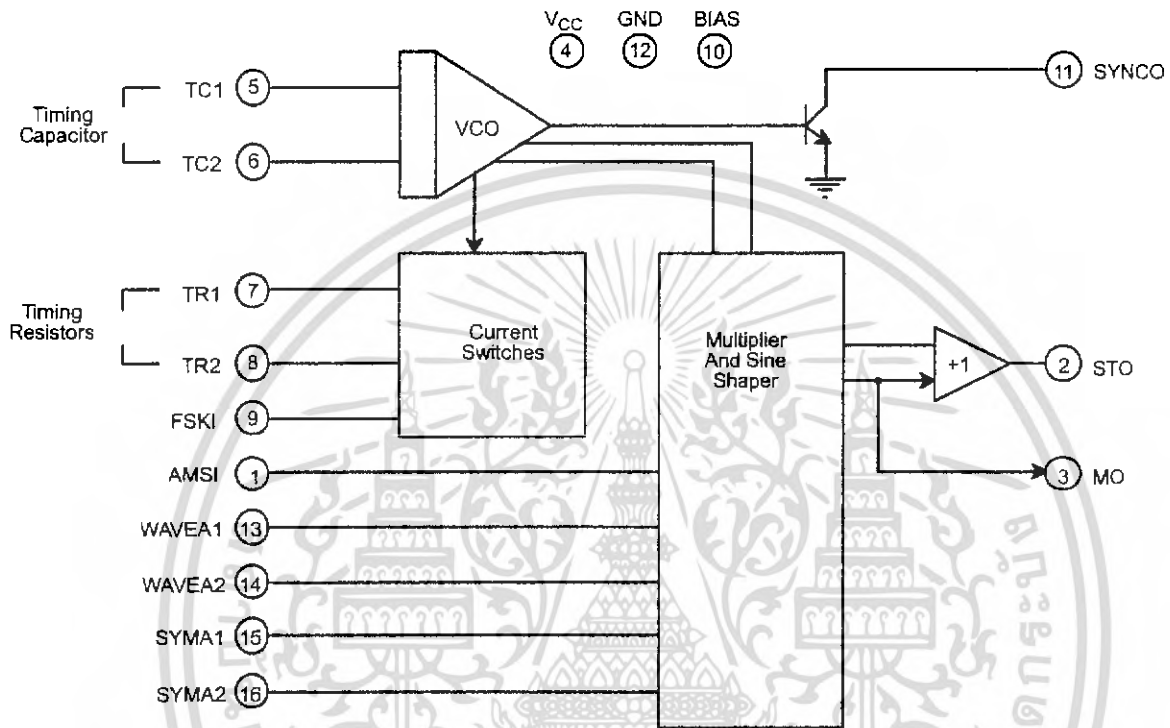 VCC GND BIAS
4 12 10
Timing
Capacitor
TC1 5
TC2 6
VCO
11 SYNCO
Timing
Resistors
TR1 7
TR2 8
FSKI 9
Current
Switches
Multiplier
And Sine
Shaper
+1
2 STO
3 MO
AMSI 1
WAVEA1 13
WAVEA2 14
SYMA1 15
SYMA2 16